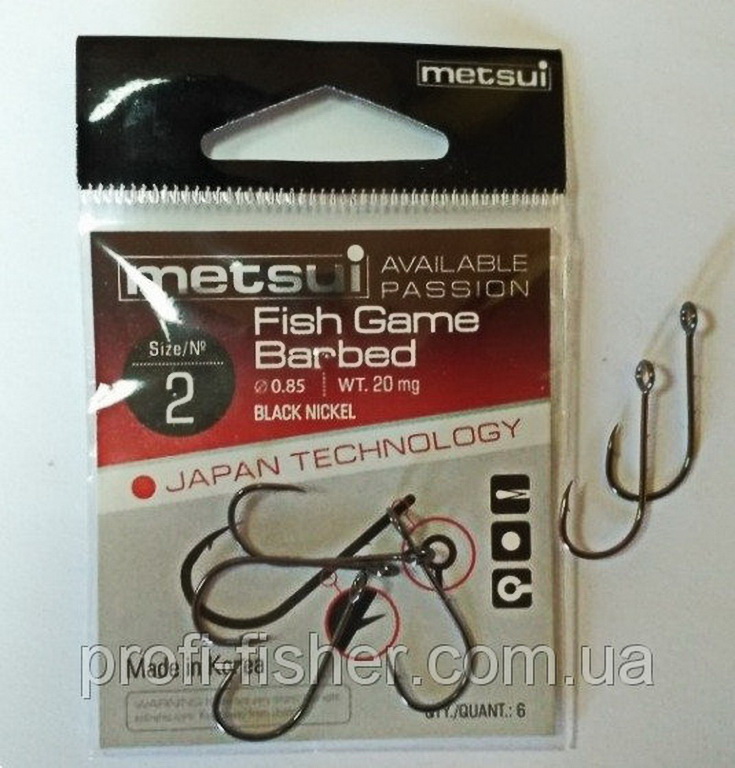 metsui
metsui AVAILABLE PASSION
Size/№
2
Fish Game
Barbed
Ø 0.85 WT. 20 mg
BLACK NICKEL
JAPAN TECHNOLOGY
profi-fisher.com.ua
Made in Korea
QTY./QUANT.: 6